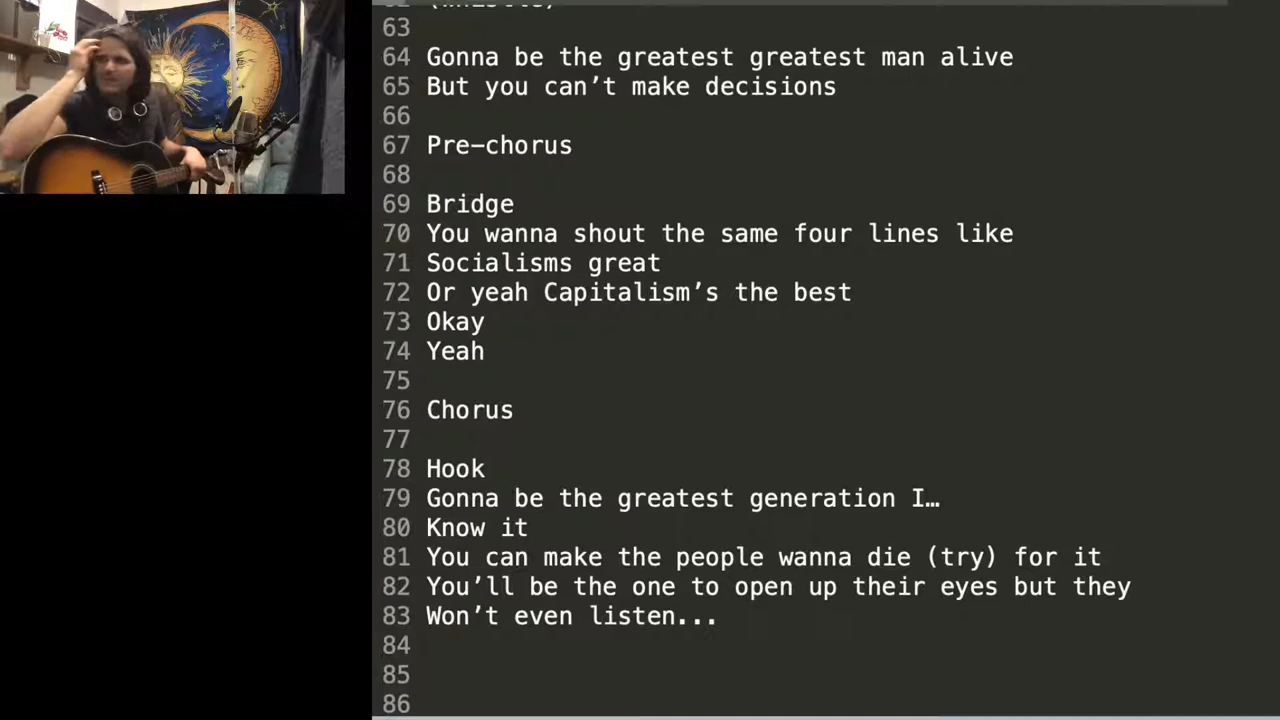 63
64 Gonna be the greatest greatest man alive
65 But you can’t make decisions
66
67 Pre-chorus
68
69 Bridge
70 You wanna shout the same four lines like
71 Socialisms great
72 Or yeah Capitalism’s the best
73 Okay
74 Yeah
75
76 Chorus
77
78 Hook
79 Gonna be the greatest generation I…
80 Know it
81 You can make the people wanna die (try) for it
82 You’ll be the one to open up their eyes but they
83 Won’t even listen...
84
85
86